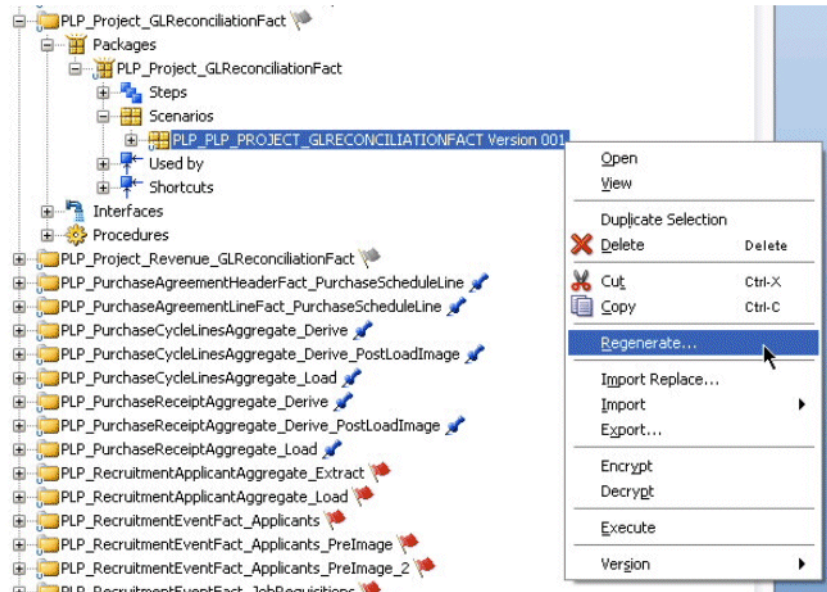 PLP_Project_GLReconciliationFact
Packages
PLP_Project_GLReconciliationFact
Steps
Scenarios
PLP_PLP_PROJECT_GLRECONCILIATIONFACT Version 001
Used by
Shortcuts
Interfaces
Procedures
PLP_Project_Revenue_GLReconciliationFact
PLP_PurchaseAgreementHeaderFact_PurchaseScheduleLine
PLP_PurchaseAgreementLineFact_PurchaseScheduleLine
PLP_PurchaseCycleLinesAggregate_Derive
PLP_PurchaseCycleLinesAggregate_Derive_PostLoadImage
PLP_PurchaseCycleLinesAggregate_Load
PLP_PurchaseReceiptAggregate_Derive
PLP_PurchaseReceiptAggregate_Derive_PostLoadImage
PLP_PurchaseReceiptAggregate_Load
PLP_RecruitmentApplicantAggregate_Extract
PLP_RecruitmentApplicantAggregate_Load
PLP_RecruitmentEventFact_Applicants
PLP_RecruitmentEventFact_Applicants_PreImage
PLP_RecruitmentEventFact_Applicants_PreImage_2
PLP_RecruitmentEventFact_JobRequisitions
Open
View
Duplicate Selection
Delete Delete
Cut Ctrl-X
Copy Ctrl-C
Regenerate...
Import Replace...
Import
Export...
Encrypt
Decrypt
Execute
Version